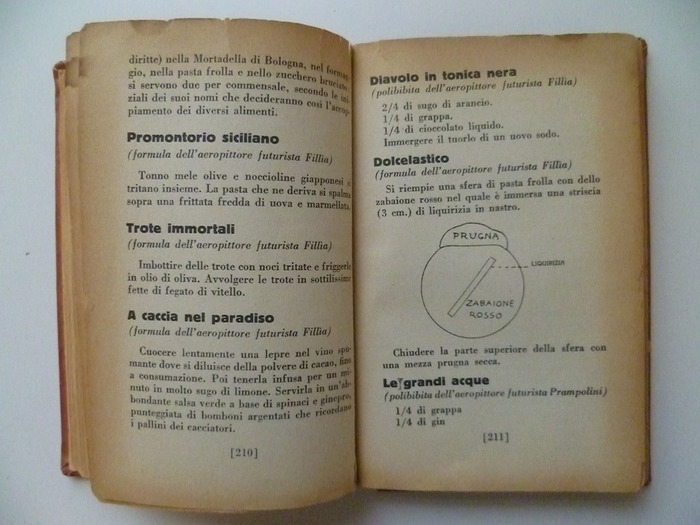 diritte) nella Mortadella di Bologna, nel formag-
gio, nella pasta frolla e nello zucchero bruciato
si servono due per commensale, secondo le ini-
ziali dei suoi nomi che decideranno così l'accop-
piamento dei diversi alimenti.
Promontorio siciliano
(formula dell'aeropittore futurista Fillìa)
Tonno mele olive e noccioline giapponesi si
tritano insieme. La pasta che ne deriva si spalma
sopra una frittata fredda di uova e marmellata.
Trote immortali
(formula dell'aeropittore futurista Fillìa)
Imbottire delle trote con noci tritate e friggerle
in olio di oliva. Avvolgere le trote in sottilissime
fette di fegato di vitello.
A caccia nel paradiso
(formula dell'aeropittore futurista Fillìa)
Cuocere lentamente una lepre nel vino spu-
mante dove si diluisce della polvere di cacao, fino
a consumazione. Poi tenerla infusa per un mi-
nuto in molto sugo di limone. Servirla in un'ab-
bondante salsa verde a base di spinaci e ginepro,
punteggiata di bomboni argentati che ricordano
i pallini dei cacciatori.
[210]
Diavolo in tonica nera
(polibibita dell'aeropittore futurista Fillìa)
2/4 di sugo di arancio.
1/4 di grappa.
1/4 di cioccolato liquido.
Immergere il tuorlo di un uovo sodo.
Dolcelastico
(formula dell'aeropittore futurista Fillìa)
Si riempie una sfera di pasta frolla con dello
zabaione rosso nel quale è immersa una striscia
(3 cm.) di liquirizia in nastro.
PRUGNA
LIQUIRIZIA
ZABAIONE
ROSSO
Chiudere la parte superiore della sfera con
una mezza prugna secca.
Le grandi acque
(polibibita dell'aeropittore futurista Prampolini)
1/4 di grappa
1/4 di gin
[211]